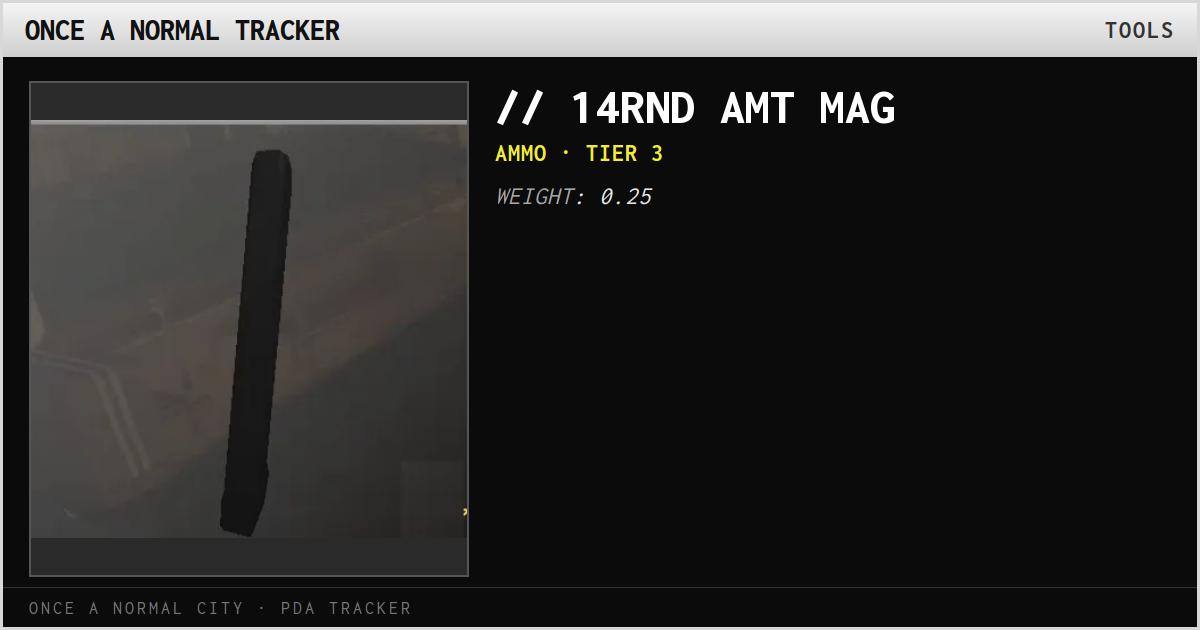 ONCE A NORMAL TRACKER
TOOLS
// 14RND AMT MAG
AMMO · TIER 3
WEIGHT: 0.25
ONCE A NORMAL CITY · PDA TRACKER